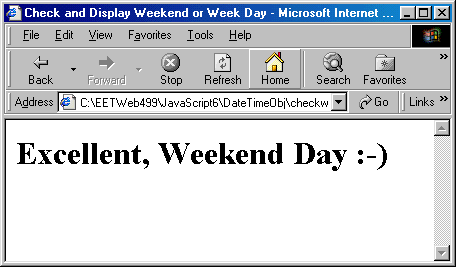 Check and Display Weekend or Week Day - Microsoft Internet ...
File Edit View Favorites Tools Help
Back Forward Stop Refresh Home Search Favorites »
Address C:\EETWeb499\JavaScript6\DateTimeObj\checkw Go Links »
Excellent, Weekend Day :-)